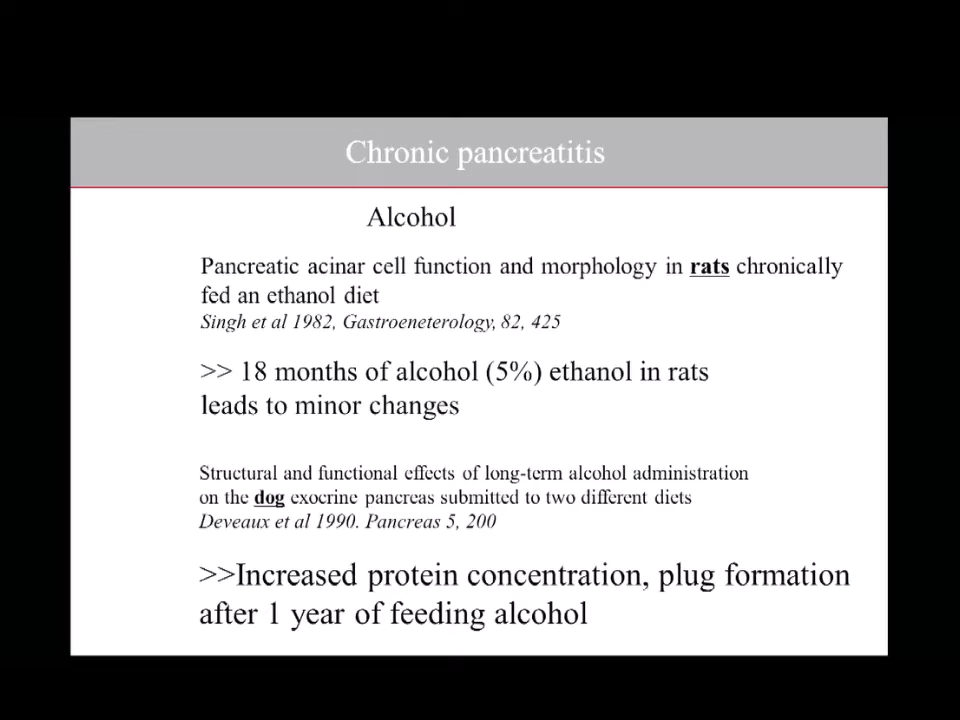 Chronic pancreatitis
Alcohol
Pancreatic acinar cell function and morphology in rats chronically
fed an ethanol diet
Singh et al 1982, Gastroeneterology, 82, 425
>> 18 months of alcohol (5%) ethanol in rats
leads to minor changes
Structural and functional effects of long-term alcohol administration
on the dog exocrine pancreas submitted to two different diets
Deveaux et al 1990. Pancreas 5, 200
>>Increased protein concentration, plug formation
after 1 year of feeding alcohol